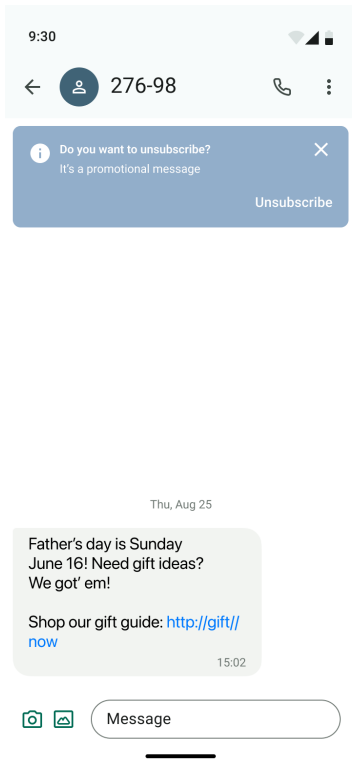 9:30
276-98
Do you want to unsubscribe?
It's a promotional message
Unsubscribe
Thu, Aug 25
Father's day is Sunday
June 16! Need gift ideas?
We got' em!
Shop our gift guide: http://gift//
now
15:02
Message